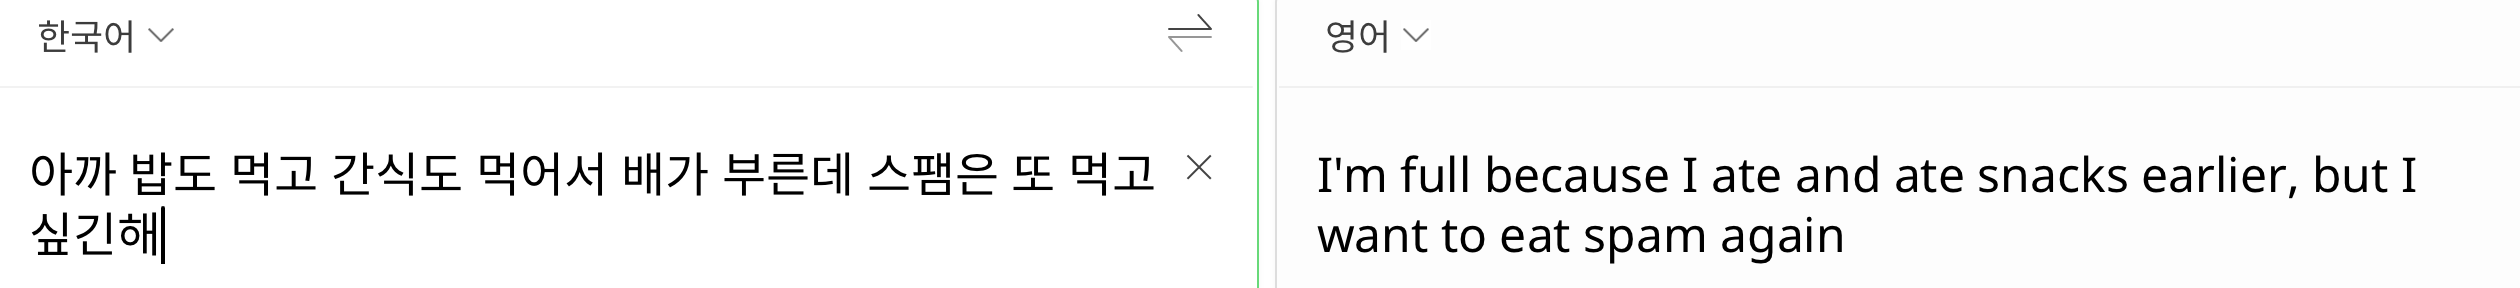 한국어
영어
아까 밥도 먹고 간식도 먹어서 배가 부른데 스팸은 또 먹고
싶긴해
I'm full because I ate and ate snacks earlier, but I
want to eat spam again